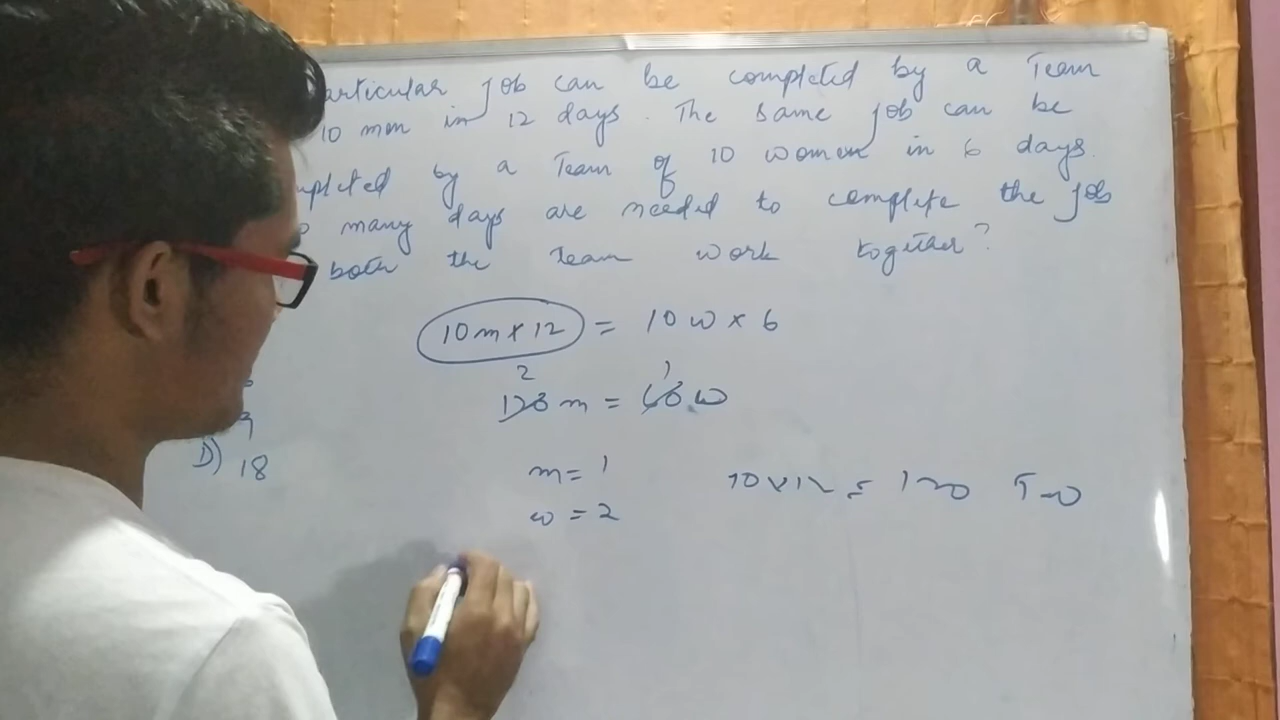 articular job can be completed by a Team
10 men in 12 days. The same job can be
mpleted by a Team of 10 women in 6 days.
many days are needed to complete the job
both the team work together?
10m x 12 = 10w x 6
2 1
120 m = 60 w
9
D) 18
m = 1
w = 2
10x12 = 120 T-W